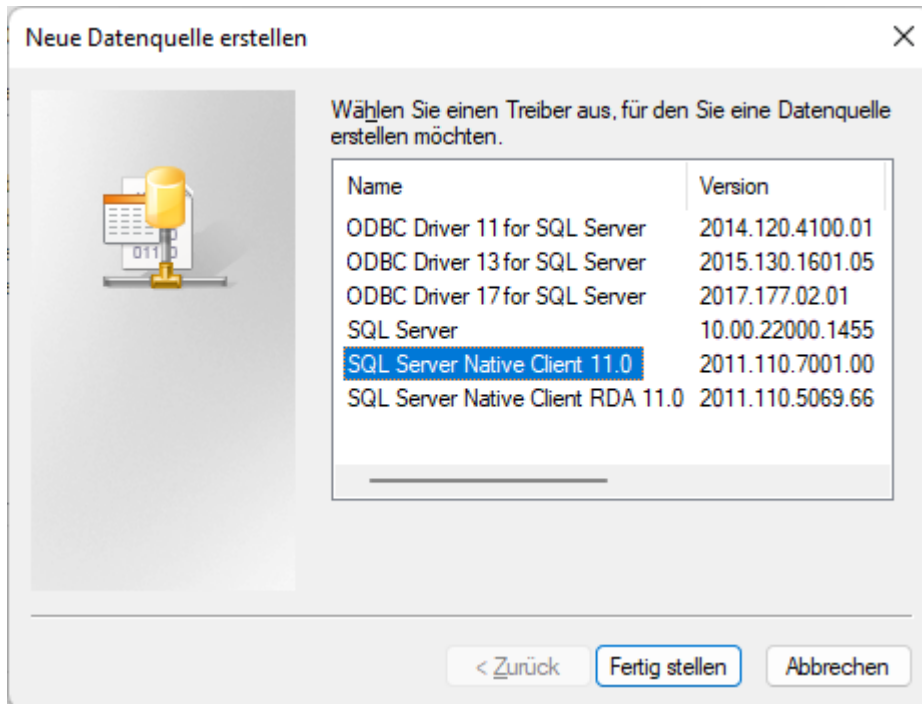 Neue Datenquelle erstellen
Wählen Sie einen Treiber aus, für den Sie eine Datenquelle
erstellen möchten.
Name Version
ODBC Driver 11 for SQL Server 2014.120.4100.01
ODBC Driver 13 for SQL Server 2015.130.1601.05
ODBC Driver 17 for SQL Server 2017.177.02.01
SQL Server 10.00.22000.1455
SQL Server Native Client 11.0 2011.110.7001.00
SQL Server Native Client RDA 11.0 2011.110.5069.66
011
< Zurück Fertig stellen Abbrechen